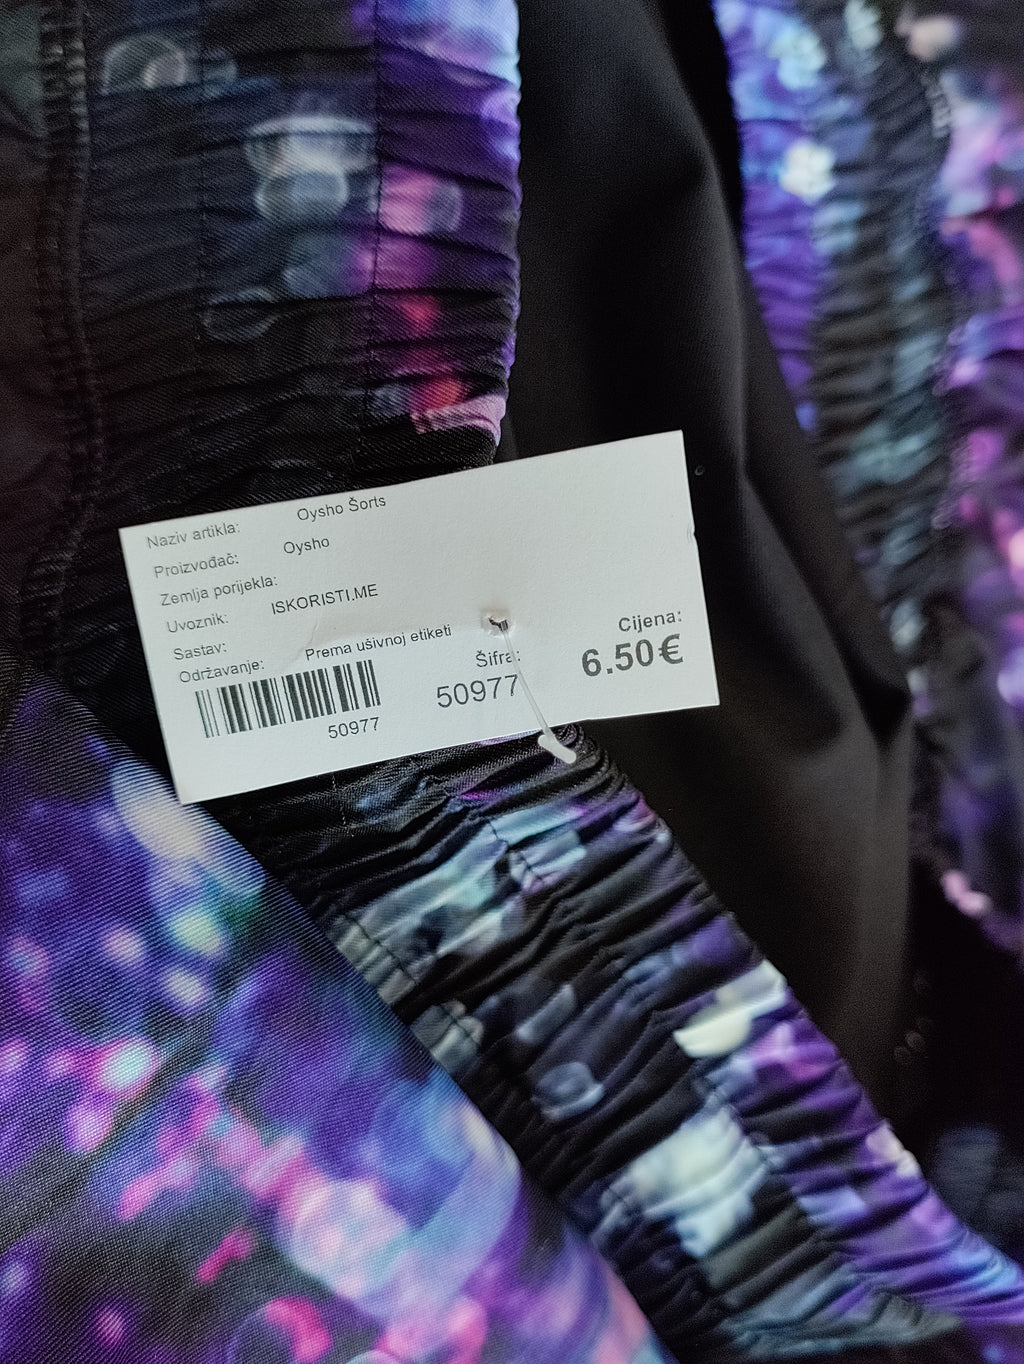 Naziv artikla: Oysho Šorts
Proizvođač: Oysho
Zemlja porijekla:
Uvoznik: ISKORISTI.ME
Sastav:
Održavanje: Prema ušivnoj etiketi
50977
Šifra:
50977
Cijena:
6.50€